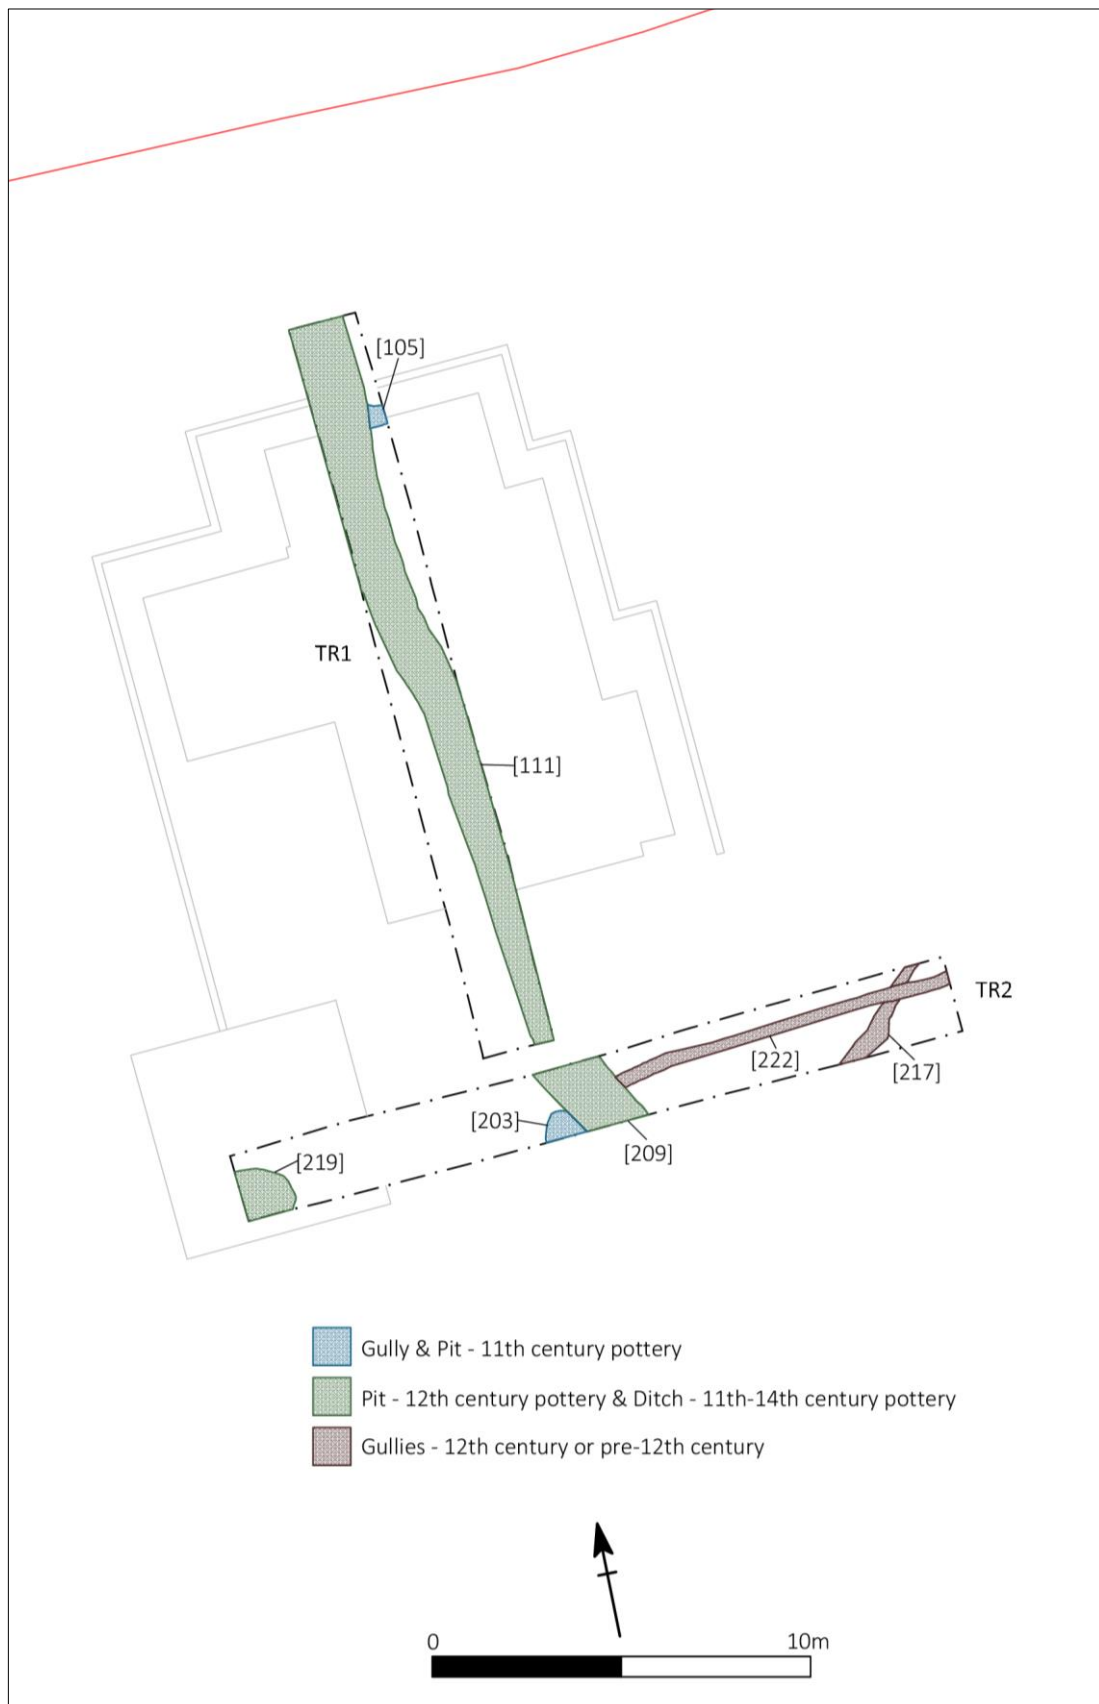 [105]
TR1
[111]
TR2
[222]
[217]
[203]
[209]
[219]
Gully & Pit - 11th century pottery
Pit - 12th century pottery & Ditch - 11th-14th century pottery
Gullies - 12th century or pre-12th century
0 10m